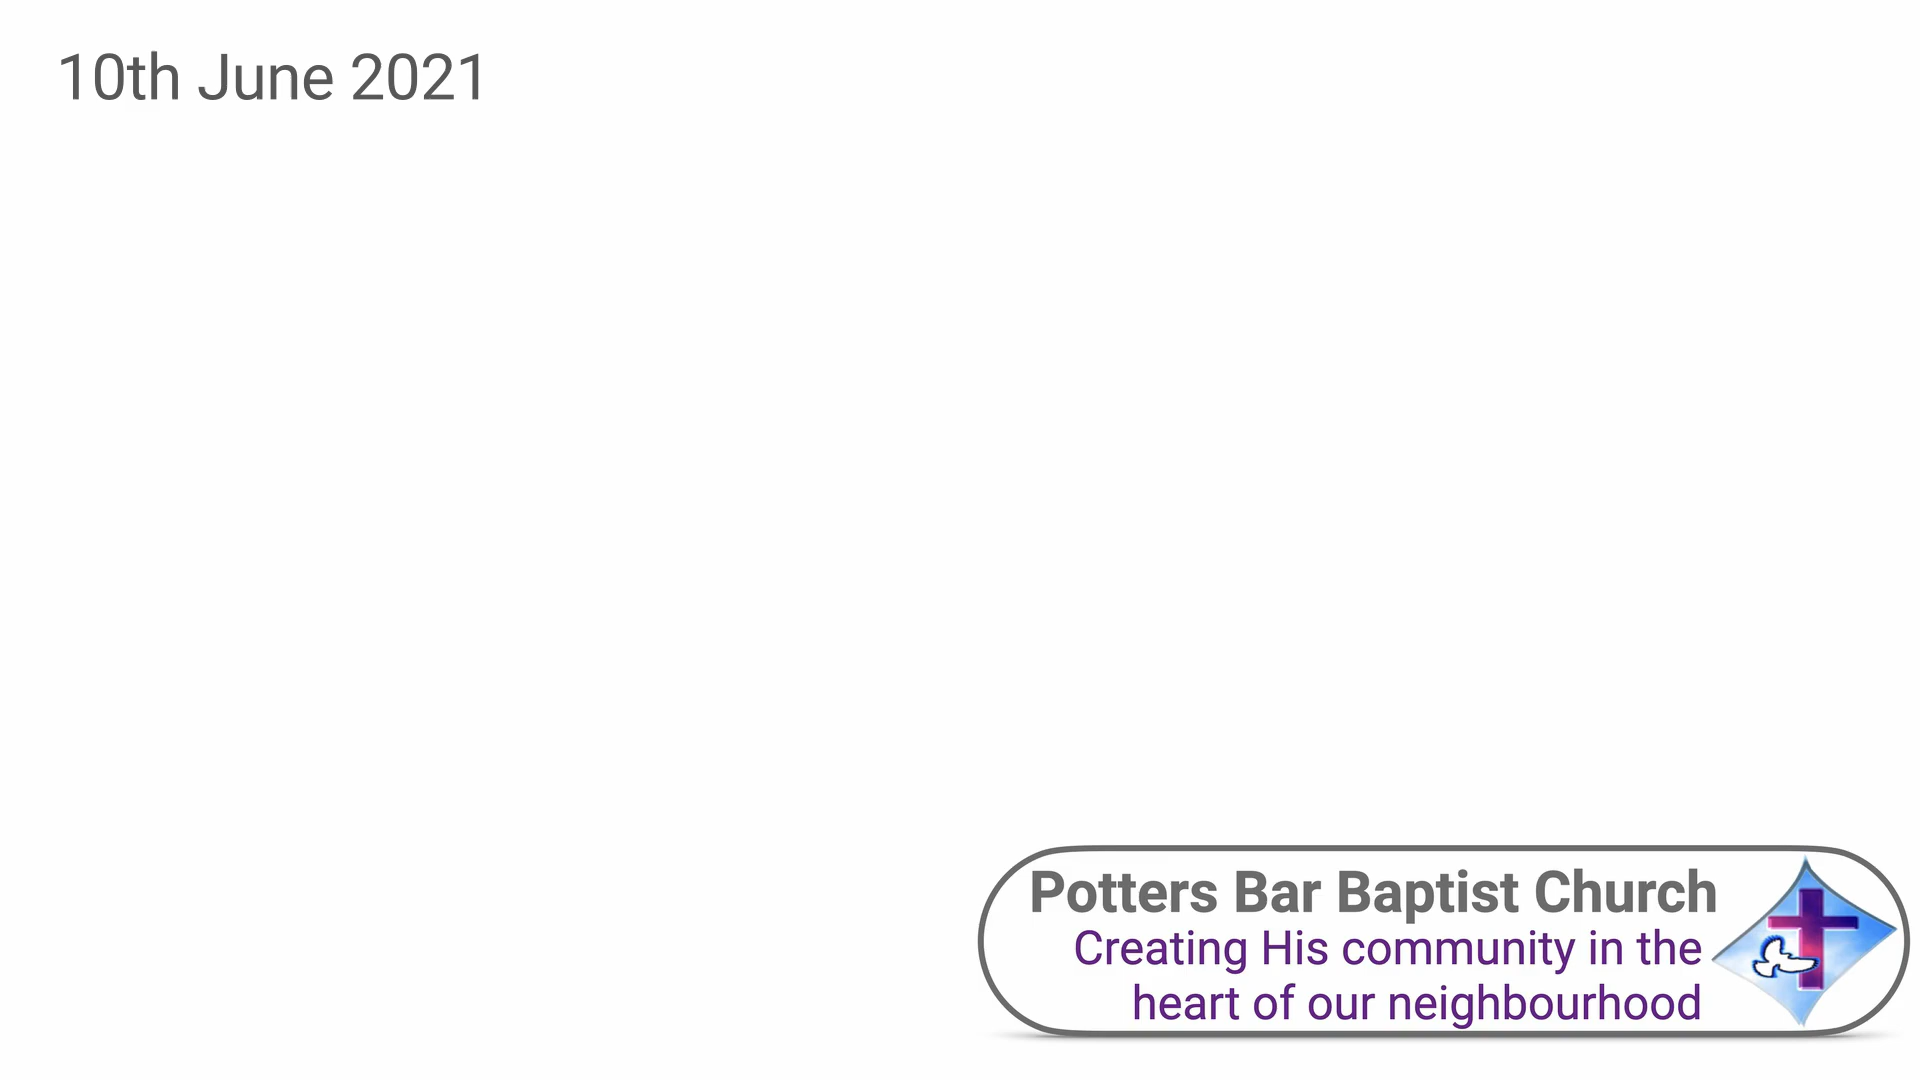 10th June 2021
Potters Bar Baptist Church
Creating His community in the
heart of our neighbourhood